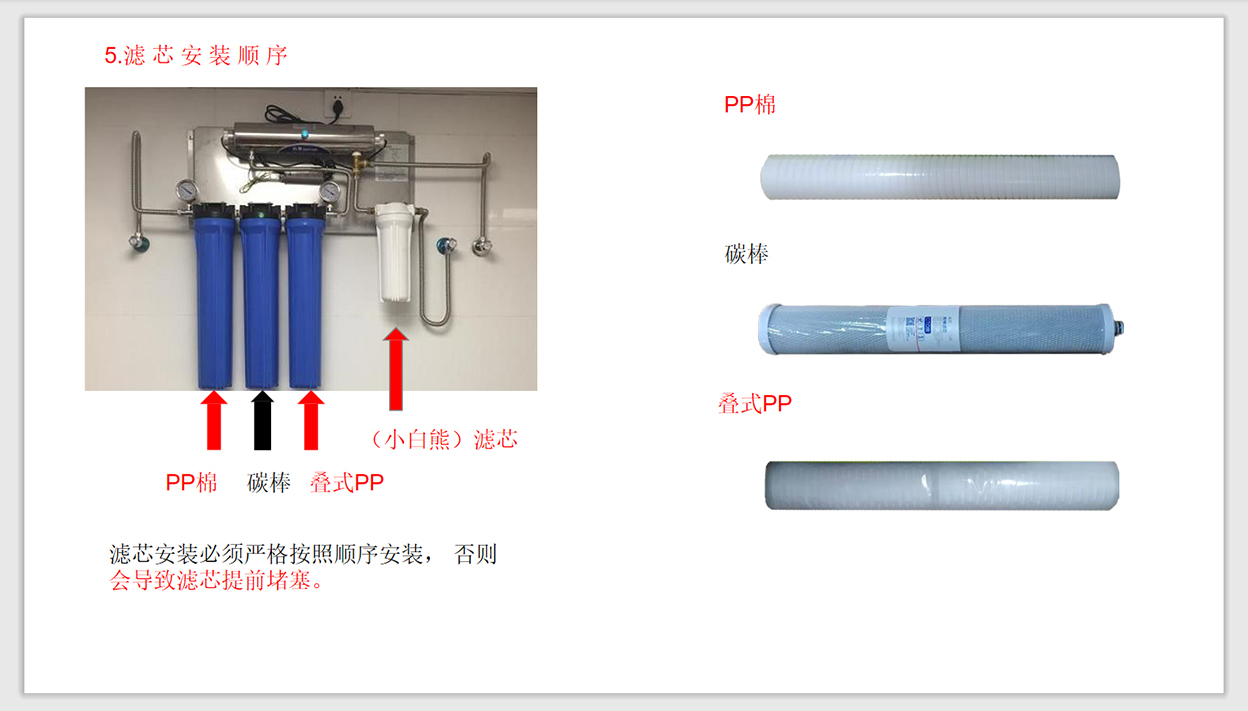 5.滤 芯 安 装 顺 序
PP棉
碳棒
叠式PP
（小白熊）滤芯
PP棉 碳棒 叠式PP
滤芯安装必须严格按照顺序安装， 否则
会导致滤芯提前堵塞。